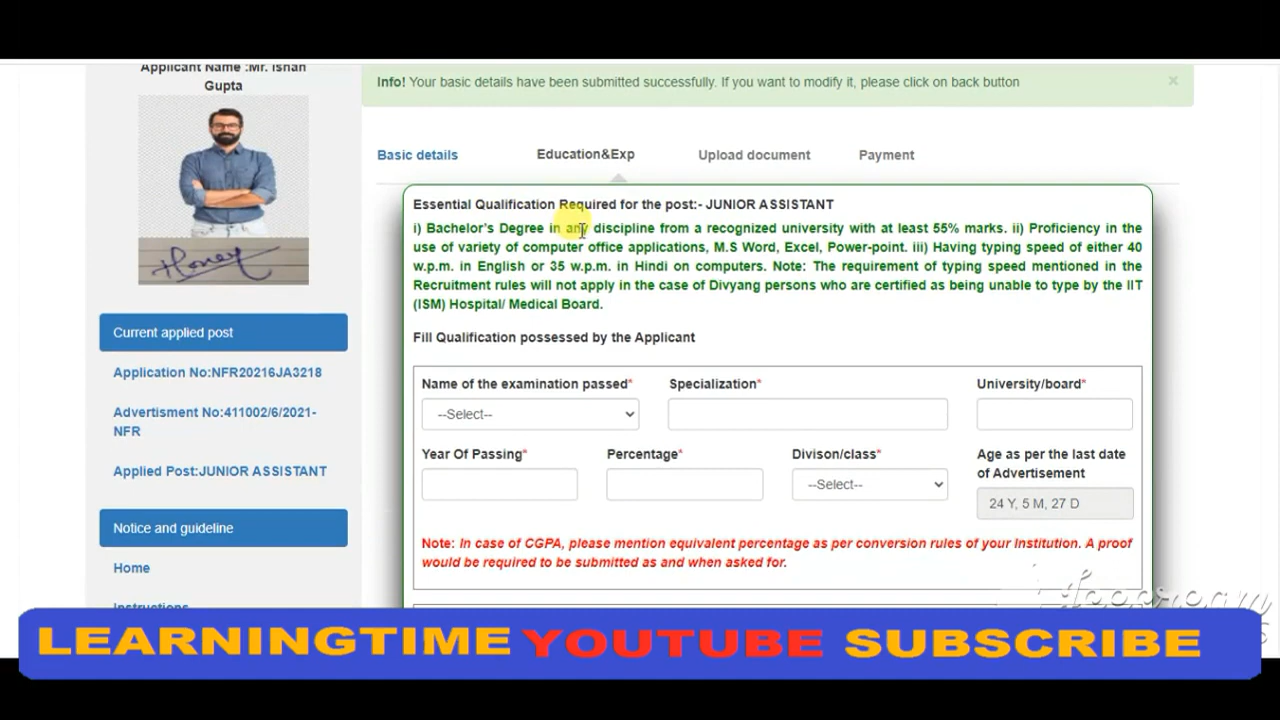 Applicant Name :Mr. Ishan
Gupta
Honey
Current applied post
Application No:NFR20216JA3218
Advertisment No:411002/6/2021-
NFR
Applied Post:JUNIOR ASSISTANT
Notice and guideline
Home
Instructions
Info! Your basic details have been submitted successfully. If you want to modify it, please click on back button
×
Basic details Education&Exp Upload document Payment
Essential Qualification Required for the post:- JUNIOR ASSISTANT
i) Bachelor's Degree in any discipline from a recognized university with at least 55% marks. ii) Proficiency in the
use of variety of computer office applications, M.S Word, Excel, Power-point. iii) Having typing speed of either 40
w.p.m. in English or 35 w.p.m. in Hindi on computers. Note: The requirement of typing speed mentioned in the
Recruitment rules will not apply in the case of Divyang persons who are certified as being unable to type by the IIT
(ISM) Hospital/ Medical Board.
Fill Qualification possessed by the Applicant
Name of the examination passed* Specialization* University/board*
--Select--
Year Of Passing* Percentage* Divison/class* Age as per the last date
of Advertisement
--Select-- 24 Y, 5 M, 27 D
Note: In case of CGPA, please mention equivalent percentage as per conversion rules of your Institution. A proof
would be required to be submitted as and when asked for.
LEARNINGTIME YOUTUBE SUBSCRIBE